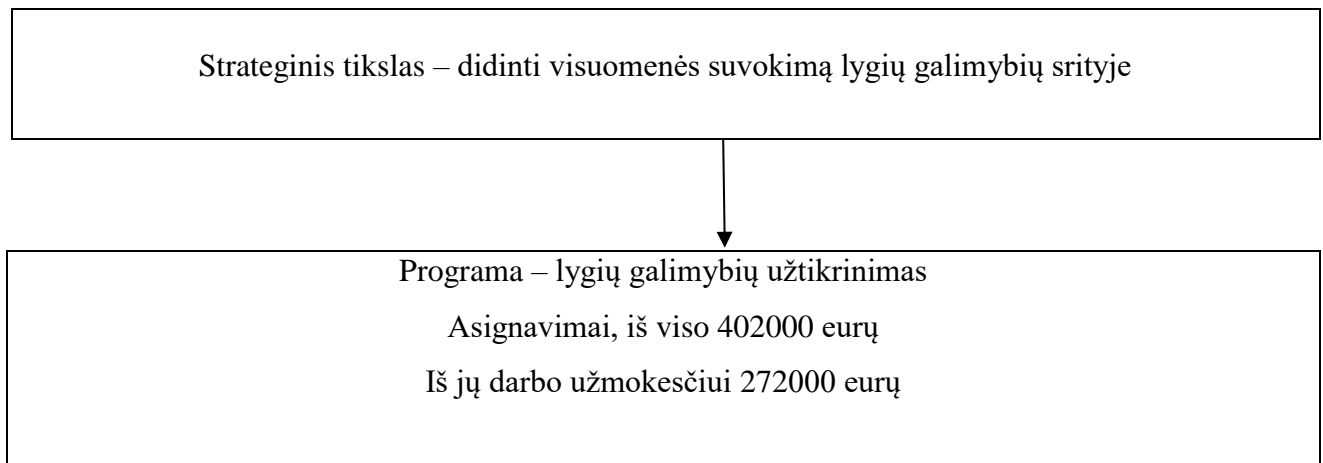 Strateginis tikslas – didinti visuomenės suvokimą lygių galimybių srityje
Programa – lygių galimybių užtikrinimas
Asignavimai, iš viso 402000 eurų
Iš jų darbo užmokesčiui 272000 eurų